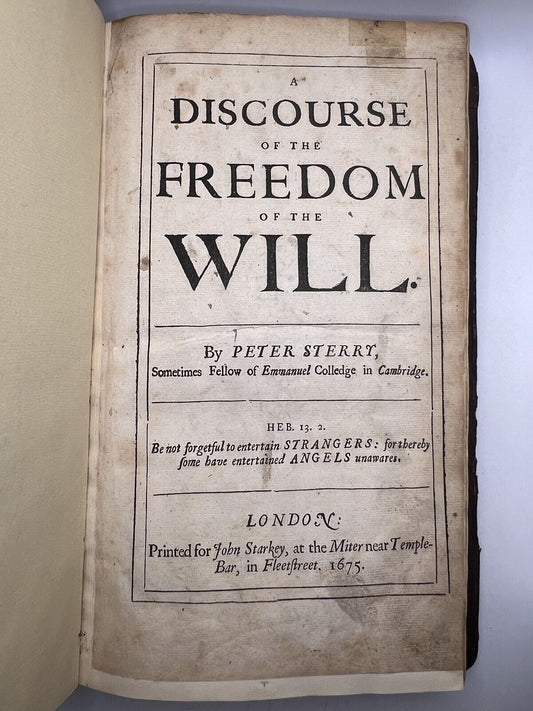 A
DISCOURSE
OF THE
FREEDOM
OF THE
WILL.
By PETER STERRY,
Sometimes Fellow of Emmanuel Colledge in Cambridge.
HEB. 13. 2.
Be not forgetful to entertain STRANGERS: for thereby
ſome have entertained ANGELS unawares.
LONDON:
Printed for John Starkey, at the Miter near Temple-
Bar, in Fleetſtreet. 1675.